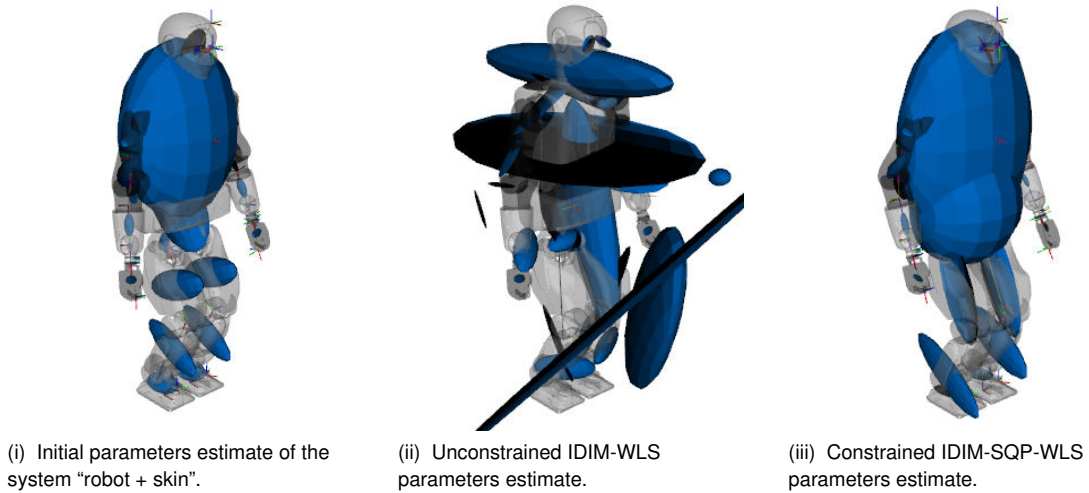 (i) Initial parameters estimate of the
system “robot + skin”.
(ii) Unconstrained IDIM-WLS
parameters estimate.
(iii) Constrained IDIM-SQP-WLS
parameters estimate.